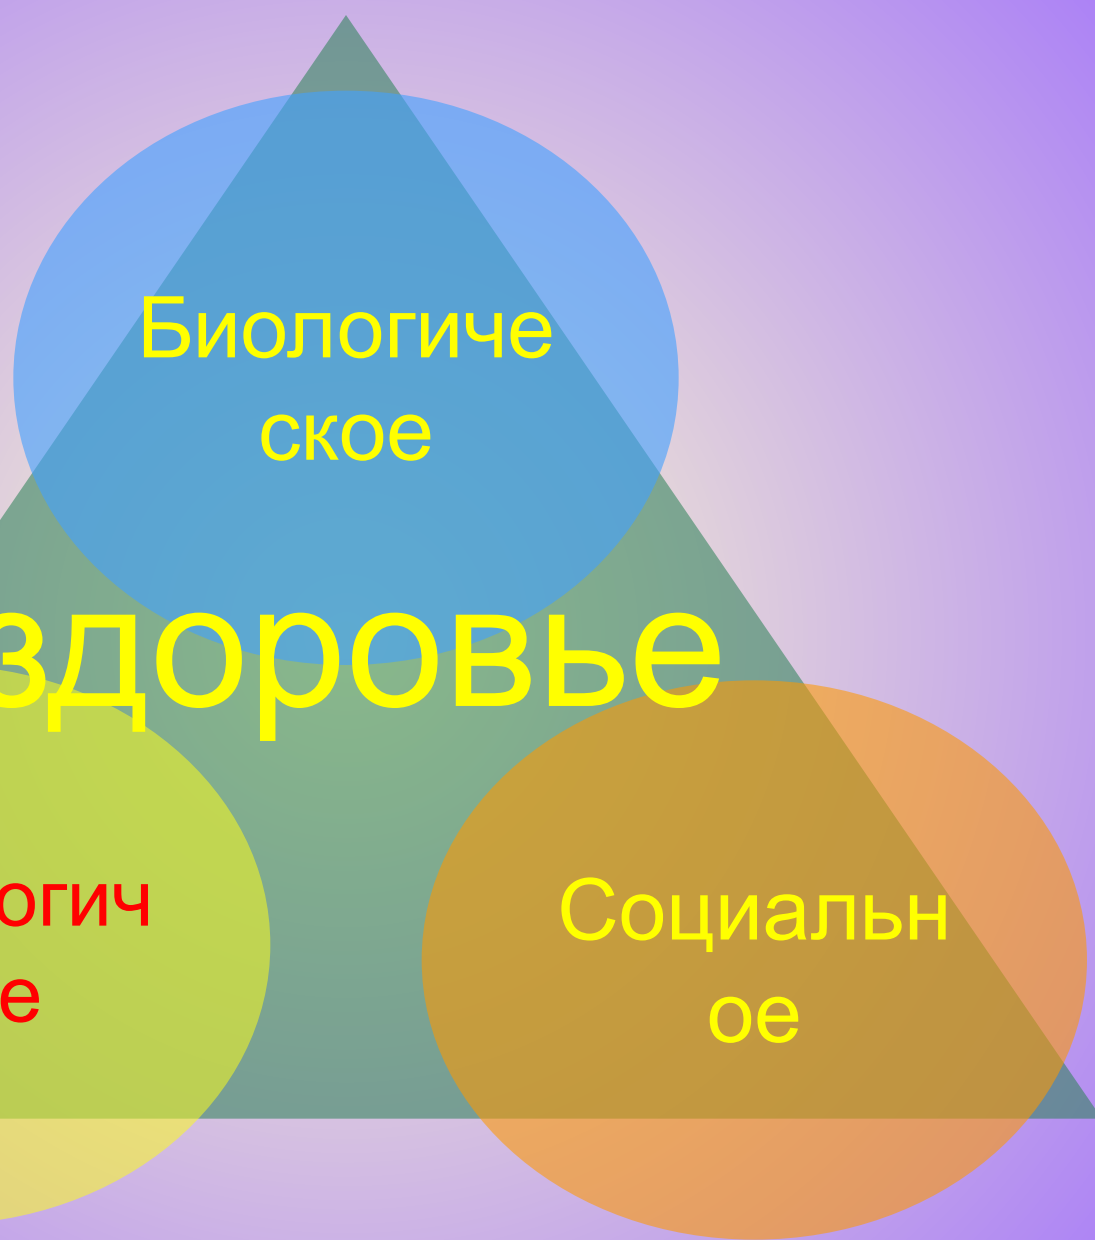 Биологиче
ское
здоровье
огич
е
Социальн
ое